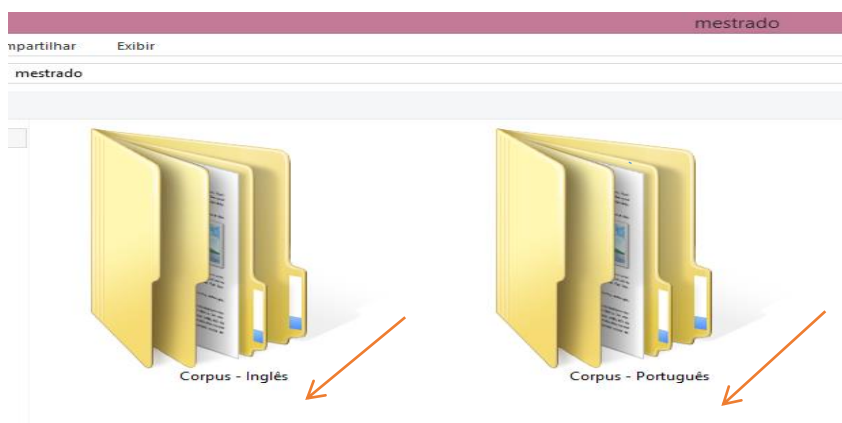 mestrado
mpartilhar Exibir
mestrado
Corpus - Inglês Corpus - Português